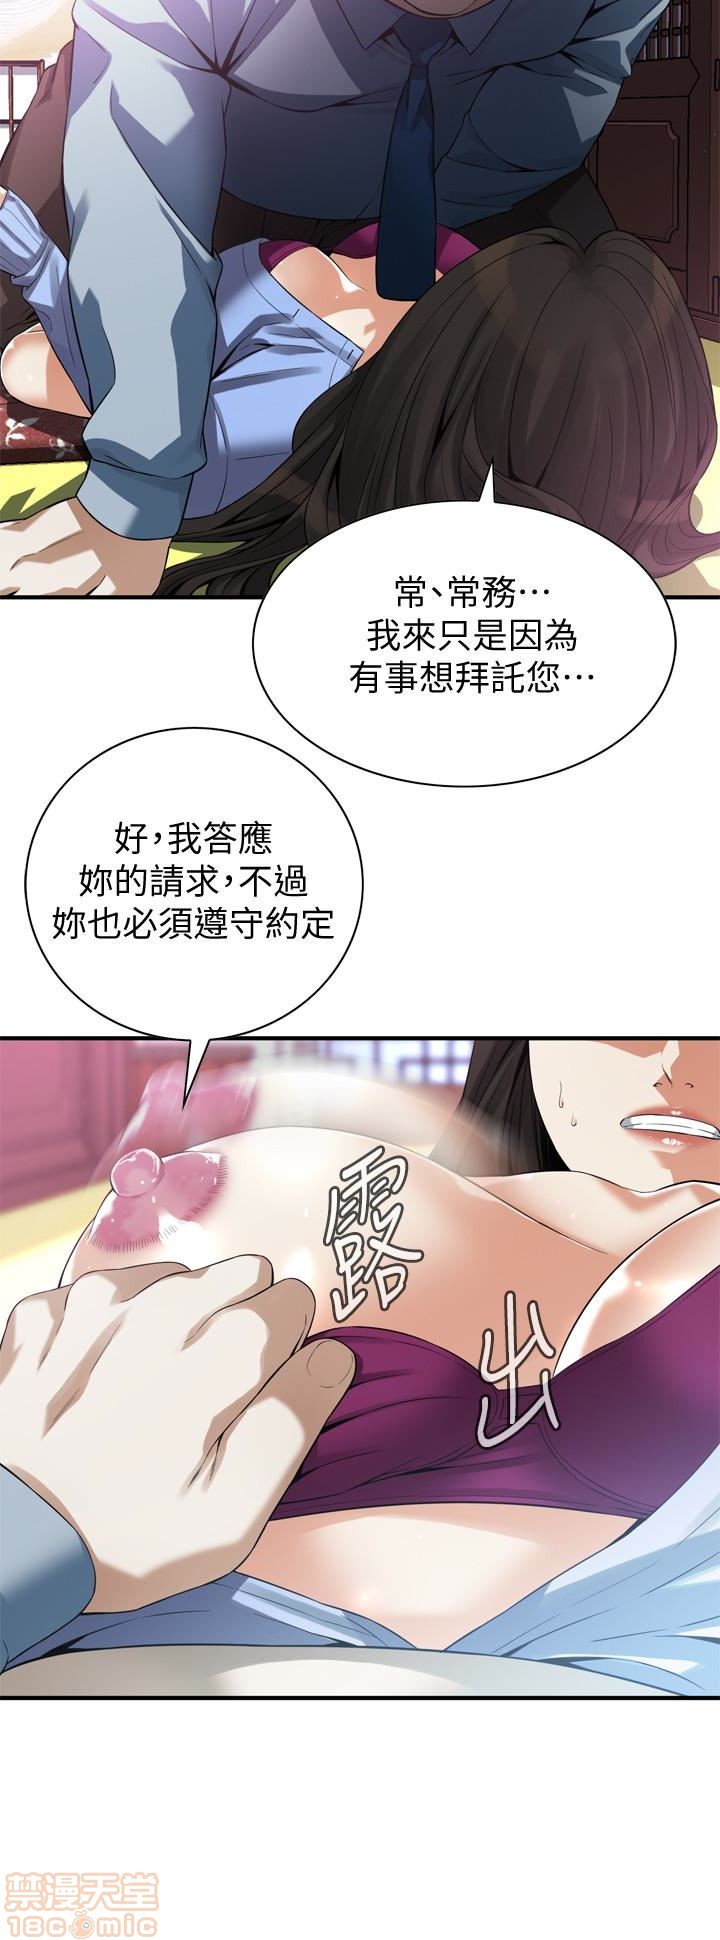 常、常務…
我來只是因為
有事想拜託您…
好，我答應
妳的請求，不過
妳也必須遵守約定
露
出
禁漫天堂
18comic.com